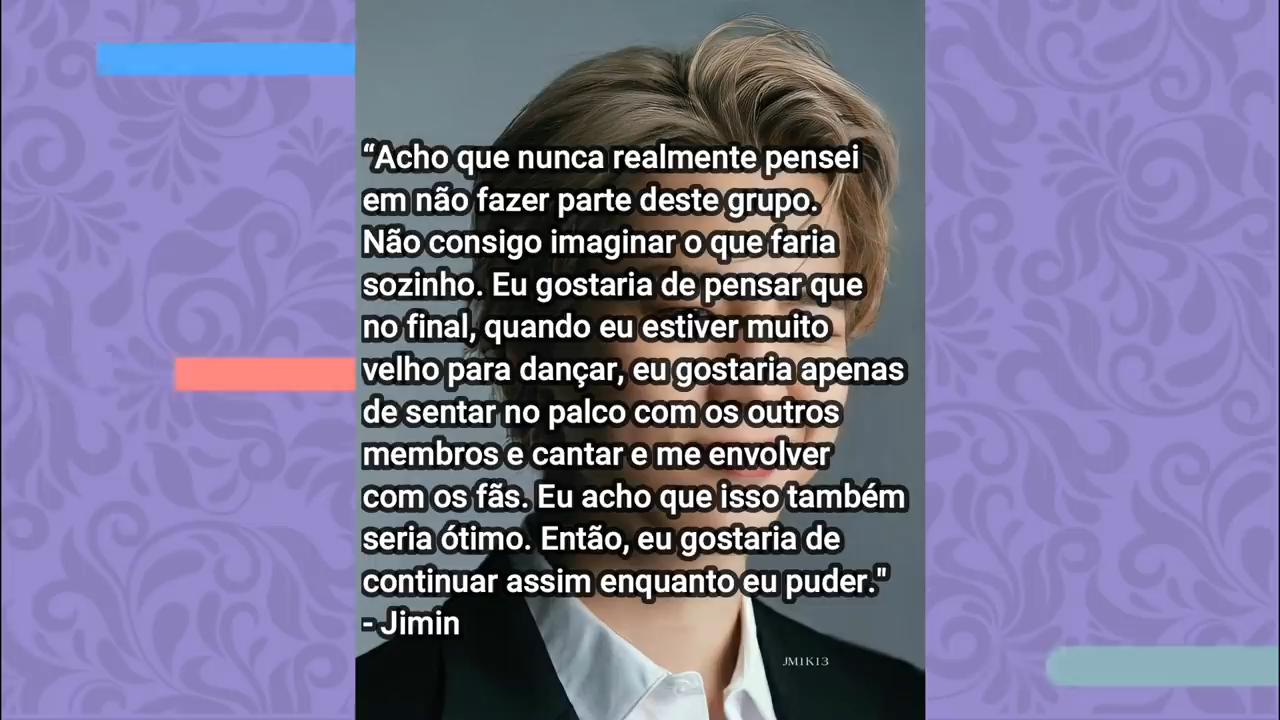 “Acho que nunca realmente pensei
em não fazer parte deste grupo.
Não consigo imaginar o que faria
sozinho. Eu gostaria de pensar que
no final, quando eu estiver muito
velho para dançar, eu gostaria apenas
de sentar no palco com os outros
membros e cantar e me envolver
com os fãs. Eu acho que isso também
seria ótimo. Então, eu gostaria de
continuar assim enquanto eu puder."
- Jimin
JM1K13